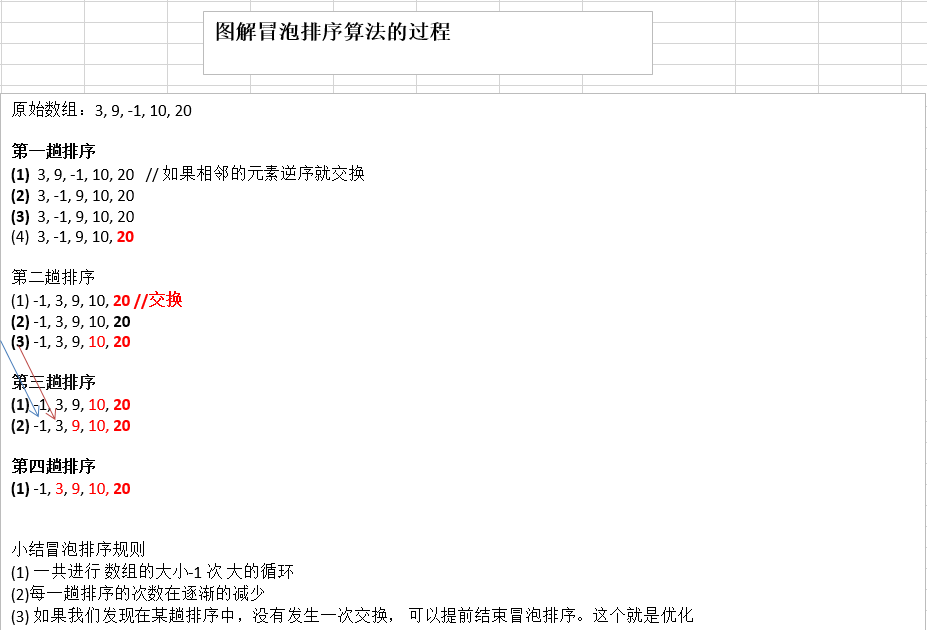 图解冒泡排序算法的过程
原始数组：3, 9, -1, 10, 20
第一趟排序
(1) 3, 9, -1, 10, 20 // 如果相邻的元素逆序就交换
(2) 3, -1, 9, 10, 20
(3) 3, -1, 9, 10, 20
(4) 3, -1, 9, 10, 20
第二趟排序
(1) -1, 3, 9, 10, 20 //交换
(2) -1, 3, 9, 10, 20
(3) -1, 3, 9, 10, 20
第三趟排序
(1) -1, 3, 9, 10, 20
(2) -1, 3, 9, 10, 20
第四趟排序
(1) -1, 3, 9, 10, 20
小结冒泡排序规则
(1) 一共进行 数组的大小-1 次 大的循环
(2)每一趟排序的次数在逐渐的减少
(3) 如果我们发现在某趟排序中，没有发生一次交换， 可以提前结束冒泡排序。这个就是优化